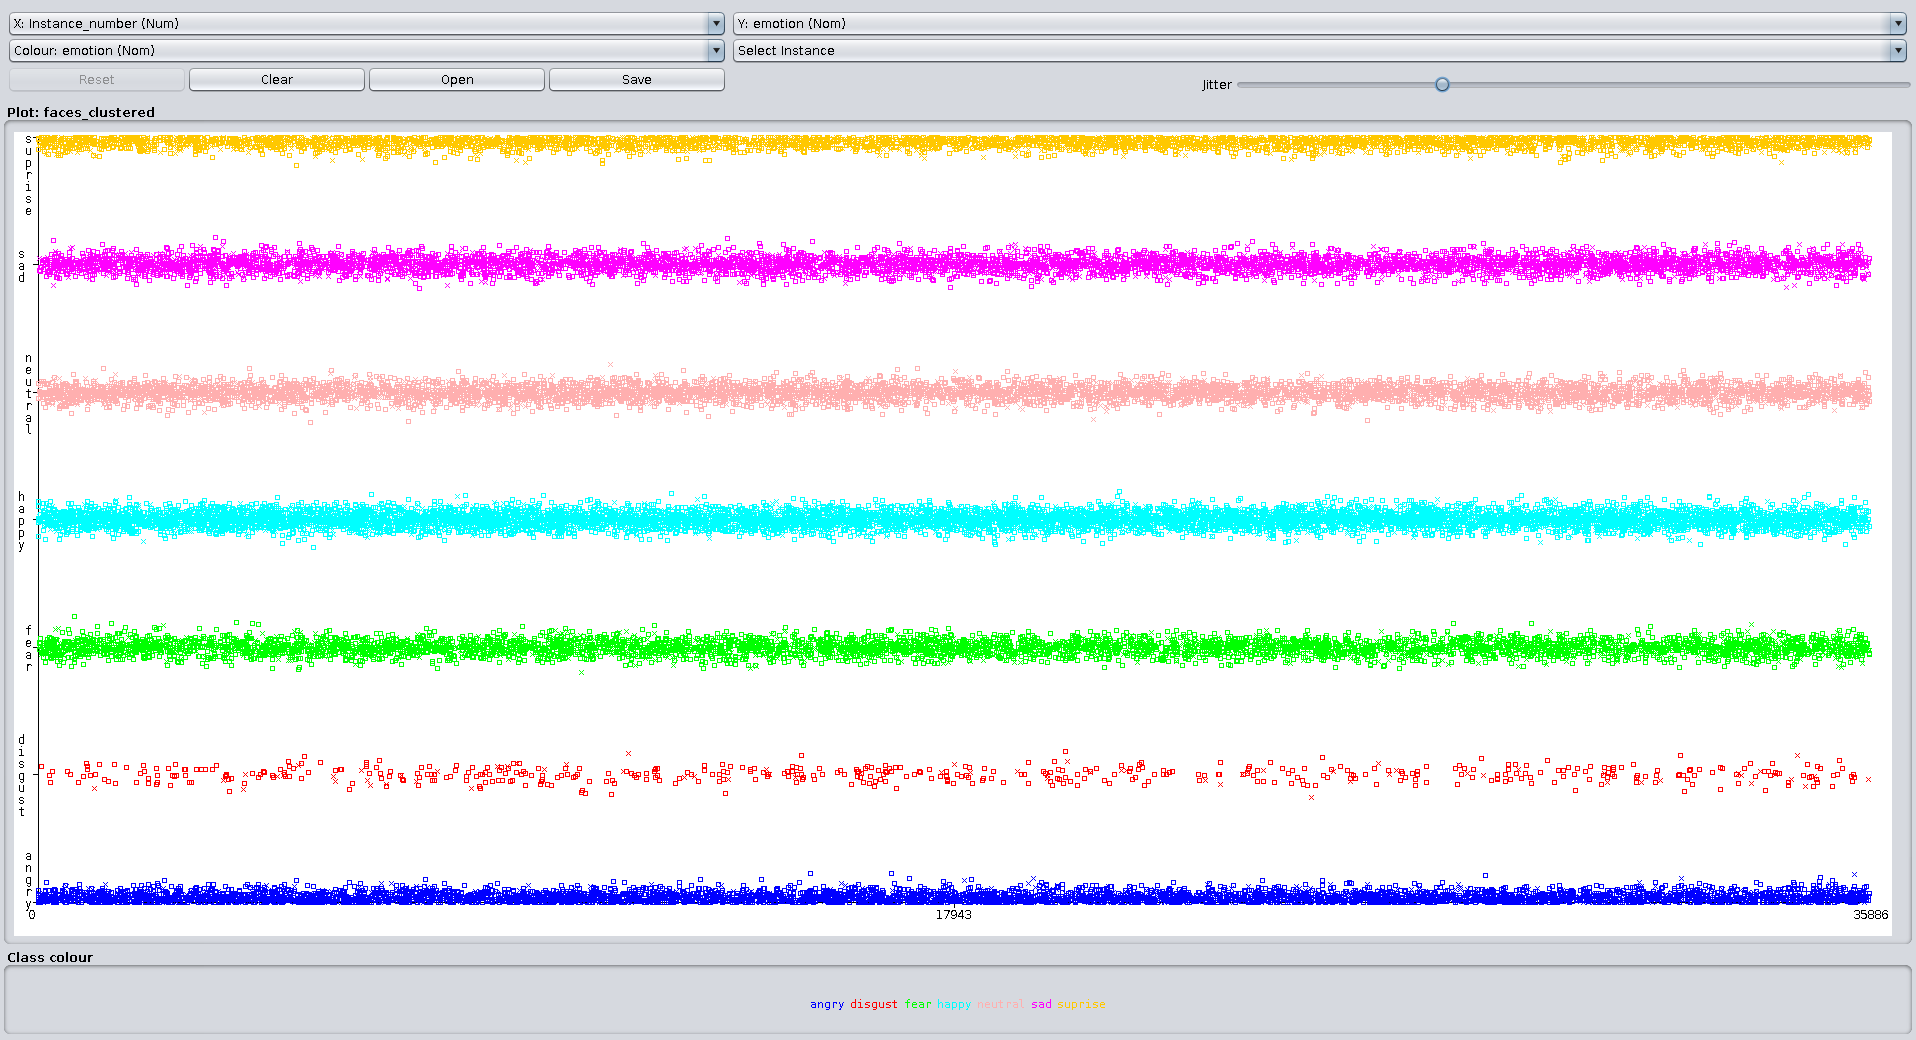 X: Instance_number (Num)
Y: emotion (Nom)
Colour: emotion (Nom)
Select Instance
Reset
Clear
Open
Save
Jitter
Plot: faces_clustered
suprise
sad
neutral
happy
fear
disgust
angry
0
17943
35886
Class colour
angry disgust fear happy neutral sad suprise